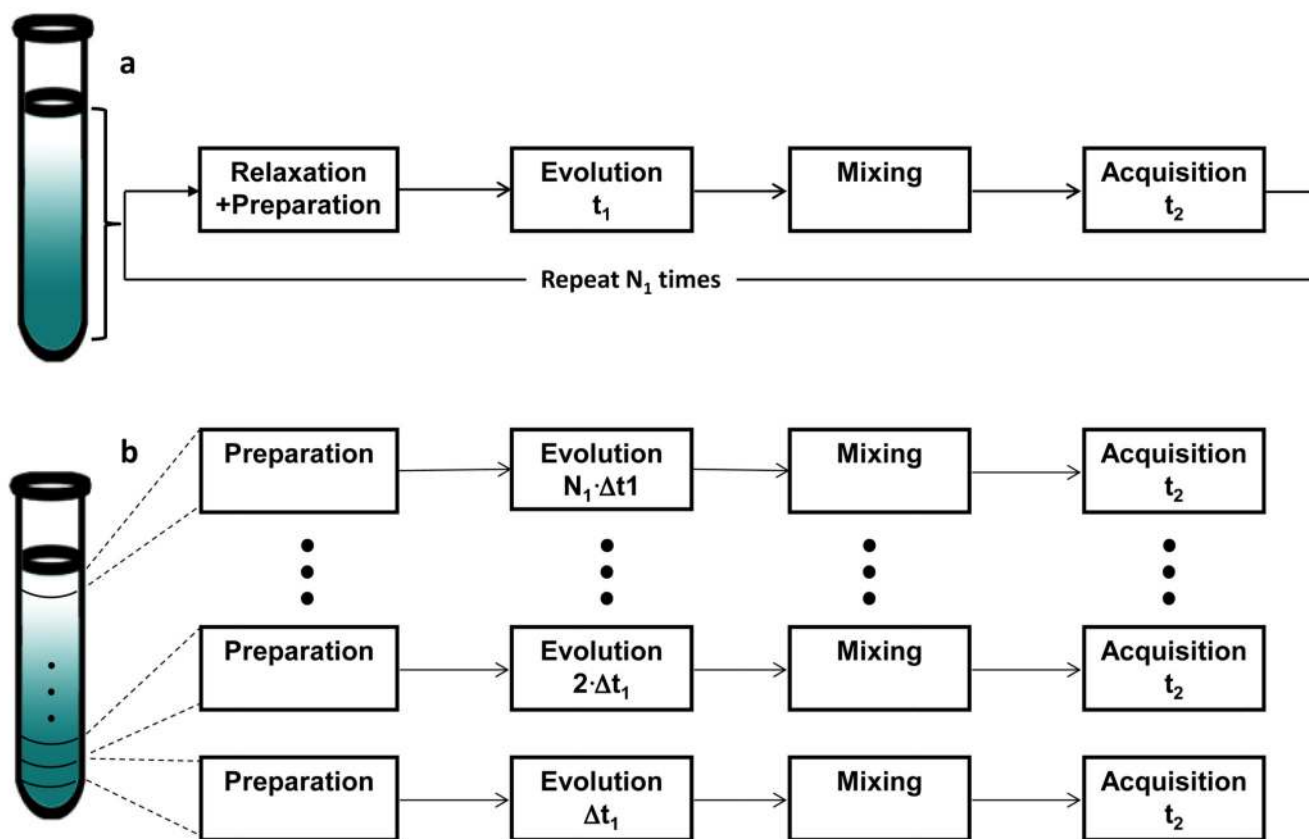 a
Relaxation
+Preparation
Evolution
t₁
Mixing
Acquisition
t₂
Repeat N₁ times
b
Preparation
Evolution
N₁·Δt1
Mixing
Acquisition
t₂
Preparation
Evolution
2·Δt₁
Mixing
Acquisition
t₂
Preparation
Evolution
Δt₁
Mixing
Acquisition
t₂